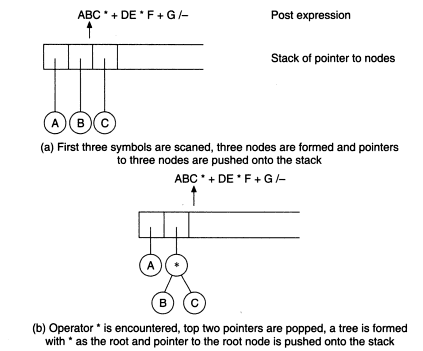 ABC * + DE * F + G /– Post expression
Stack of pointer to nodes
A B C
(a) First three symbols are scaned, three nodes are formed and pointers
to three nodes are pushed onto the stack
ABC * + DE * F + G /–
A *
B C
(b) Operator * is encountered, top two pointers are popped, a tree is formed
with * as the root and pointer to the root node is pushed onto the stack